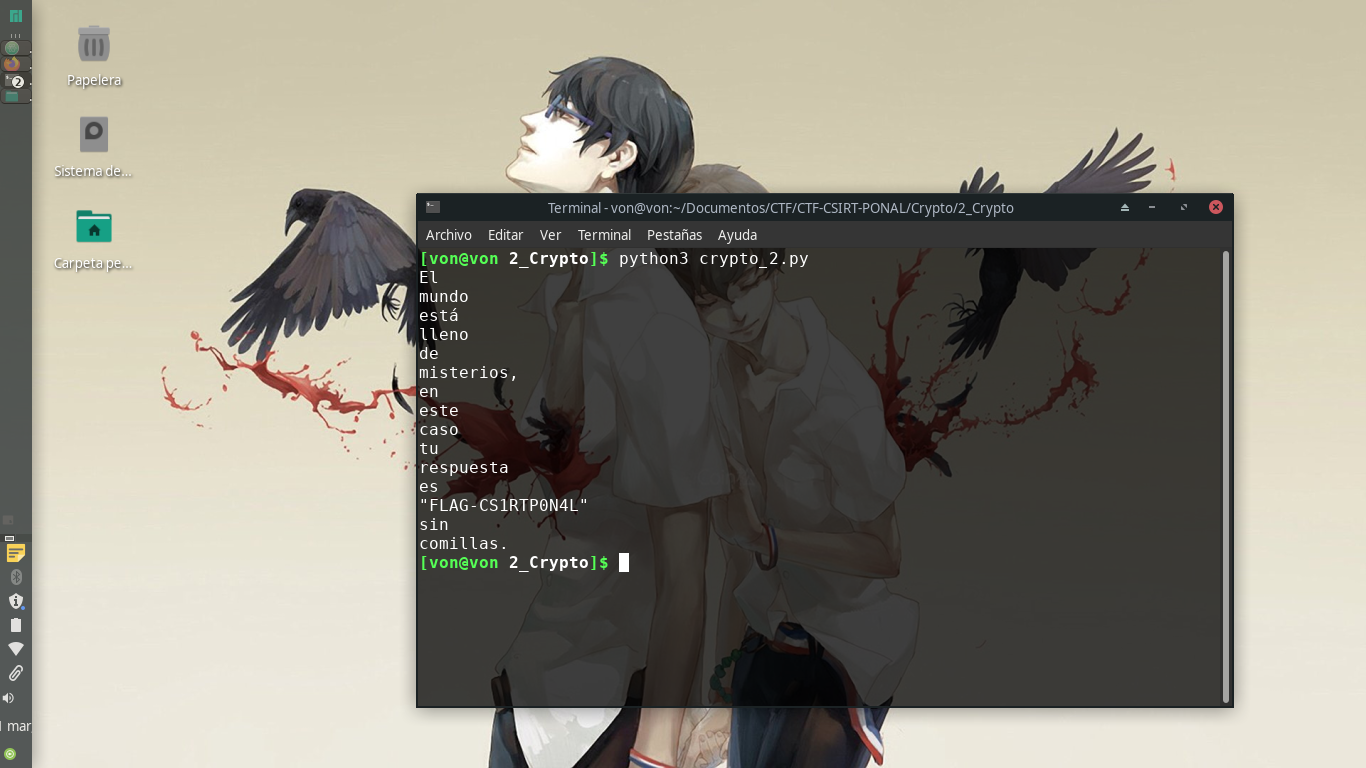 Papelera
Sistema de...
Carpeta pe...
2
1 mar
Terminal - von@von:~/Documentos/CTF/CTF-CSIRT-PONAL/Crypto/2_Crypto
Archivo Editar Ver Terminal Pestañas Ayuda
[von@von 2_Crypto]$ python3 crypto_2.py
El
mundo
está
lleno
de
misterios,
en
este
caso
tu
respuesta
es
"FLAG-CS1RTP0N4L"
sin
comillas.
[von@von 2_Crypto]$